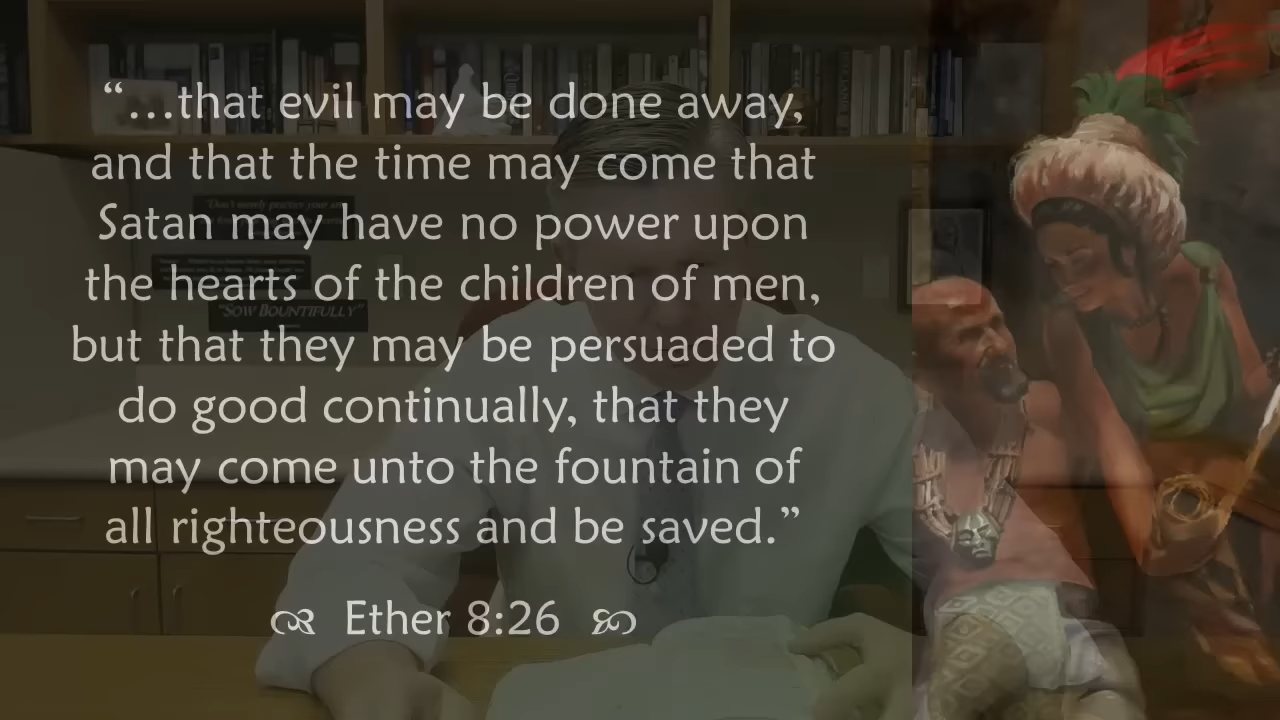 “…that evil may be done away,
and that the time may come that
Satan may have no power upon
the hearts of the children of men,
but that they may be persuaded to
do good continually, that they
may come unto the fountain of
all righteousness and be saved.”
Ether 8:26
"SOW BOUNTIFULLY"